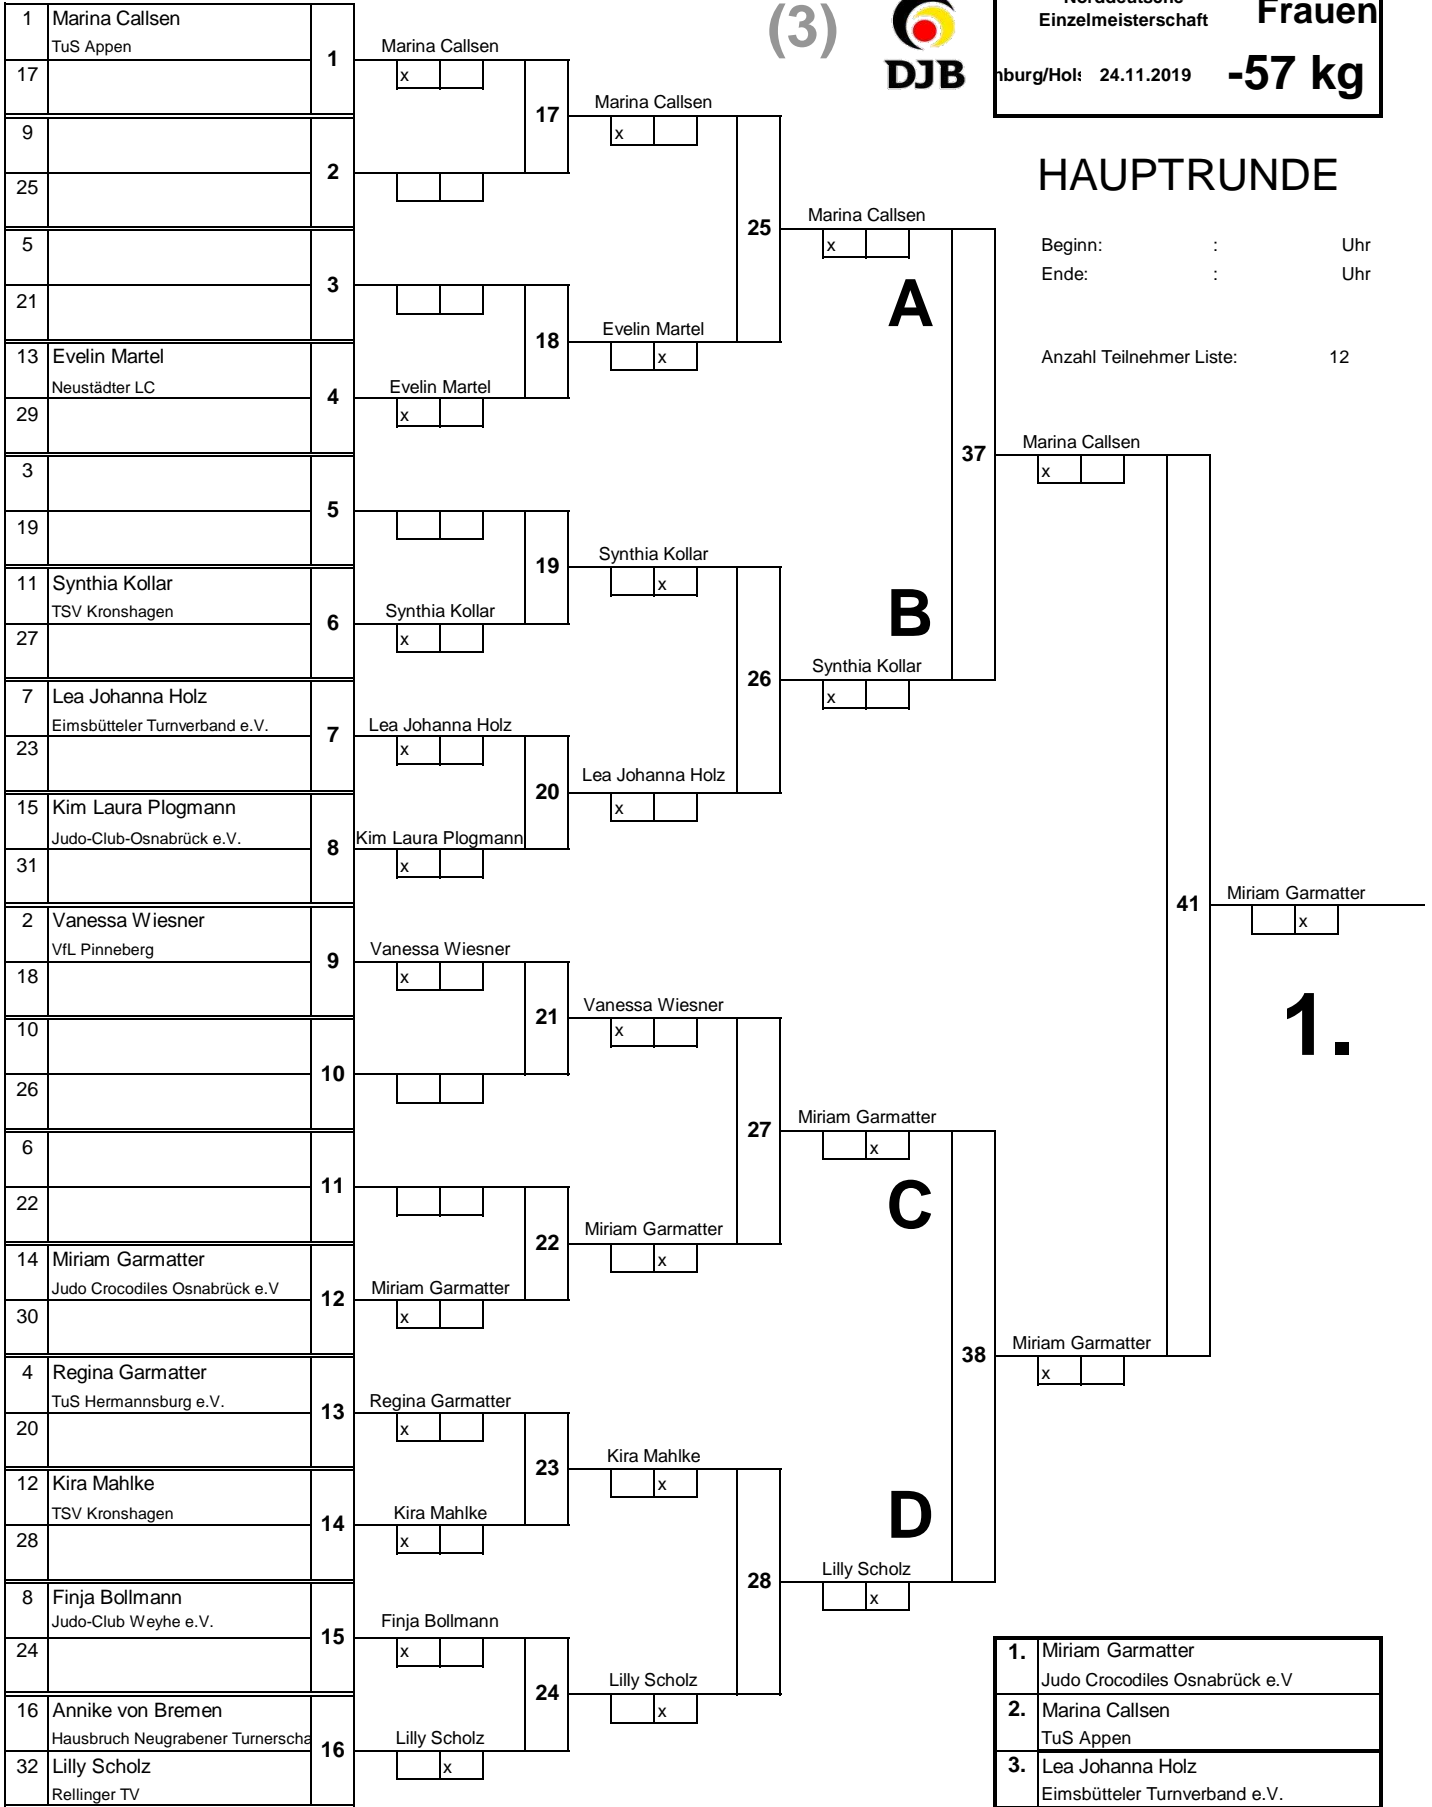 (3)
DJB
Norddeutsche
Einzelmeisterschaft
Frauen
24.11.2019
-57 kg
HAUPTRUNDE
Beginn: : Uhr
Ende: : Uhr
Anzahl Teilnehmer Liste: 12
1 Marina Callsen
TuS Appen
17
1
9
25
2
5
21
3
13 Evelin Martel
Neustädter LC
29
4
3
19
5
11 Synthia Kollar
TSV Kronshagen
27
6
7 Lea Johanna Holz
Eimsbütteler Turnverband e.V.
23
7
15 Kim Laura Plogmann
Judo-Club-Osnabrück e.V.
31
8
2 Vanessa Wiesner
VfL Pinneberg
18
9
10
26
10
6
22
11
14 Miriam Garmatter
Judo Crocodiles Osnabrück e.V
30
12
4 Regina Garmatter
TuS Hermannsburg e.V.
20
13
12 Kira Mahlke
TSV Kronshagen
28
14
8 Finja Bollmann
Judo-Club Weyhe e.V.
24
15
16 Annike von Bremen
Hausbruch Neugrabener Turnerscha
32 Lilly Scholz
Rellinger TV
16
Marina Callsen
x
17
Evelin Martel
x
18
Synthia Kollar
x
19
Lea Johanna Holz
x
Kim Laura Plogmann
x
20
Vanessa Wiesner
x
21
Miriam Garmatter
x
22
Regina Garmatter
x
Kira Mahlke
x
23
Finja Bollmann
x
Lilly Scholz
x
24
Marina Callsen
x
Evelin Martel
x
25
Synthia Kollar
x
Lea Johanna Holz
x
26
Vanessa Wiesner
x
Miriam Garmatter
x
27
Kira Mahlke
x
Lilly Scholz
x
28
Marina Callsen
x
A
B
Synthia Kollar
x
37
Miriam Garmatter
x
C
D
Lilly Scholz
x
38
Marina Callsen
x
Miriam Garmatter
x
41
Miriam Garmatter
x
1.
1. Miriam Garmatter
Judo Crocodiles Osnabrück e.V
2. Marina Callsen
TuS Appen
3. Lea Johanna Holz
Eimsbütteler Turnverband e.V.